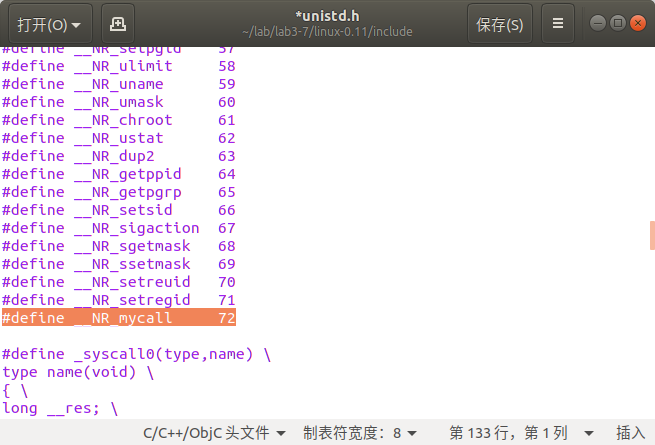 打开(O)
*unistd.h
~/lab/lab3-7/linux-0.11/include
保存(S)
#define __NR_setpgid 57
#define __NR_ulimit 58
#define __NR_uname 59
#define __NR_umask 60
#define __NR_chroot 61
#define __NR_ustat 62
#define __NR_dup2 63
#define __NR_getppid 64
#define __NR_getpgrp 65
#define __NR_setsid 66
#define __NR_sigaction 67
#define __NR_sgetmask 68
#define __NR_ssetmask 69
#define __NR_setreuid 70
#define __NR_setregid 71
#define __NR_mycall 72
#define _syscall0(type,name) \
type name(void) \
{ \
long __res; \
C/C++/ObjC 头文件 制表符宽度：8 第 133 行，第 1 列 插入